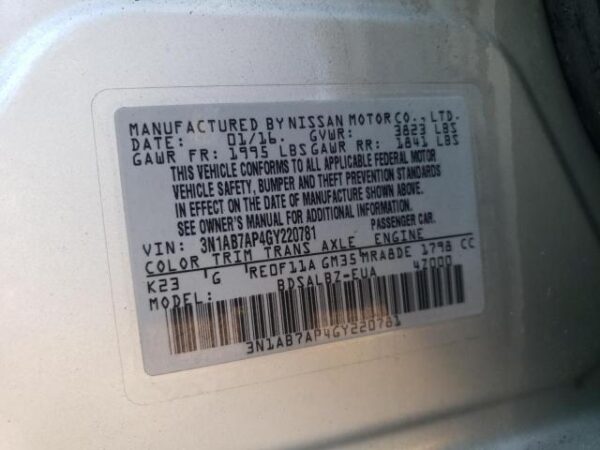 MANUFACTURED BY NISSAN MOTOR CO., LTD.
DATE: 01/16. GVWR: 3823 LBS
GAWR FR: 1995 LBS GAWR RR: 1841 LBS
THIS VEHICLE CONFORMS TO ALL APPLICABLE FEDERAL MOTOR
VEHICLE SAFETY, BUMPER AND THEFT PREVENTION STANDARDS
IN EFFECT ON THE DATE OF MANUFACTURE SHOWN ABOVE.
SEE OWNER'S MANUAL FOR ADDITIONAL INFORMATION.
VIN: 3N1AB7AP4GY220781 PASSENGER CAR.
COLOR TRIM TRANS AXLE ENGINE
K23 G RE0F11A GM35 MRA8DE 1798 CC
MODEL: BDSALBZ-EUA 47000
3N1AB7AP4GY220781